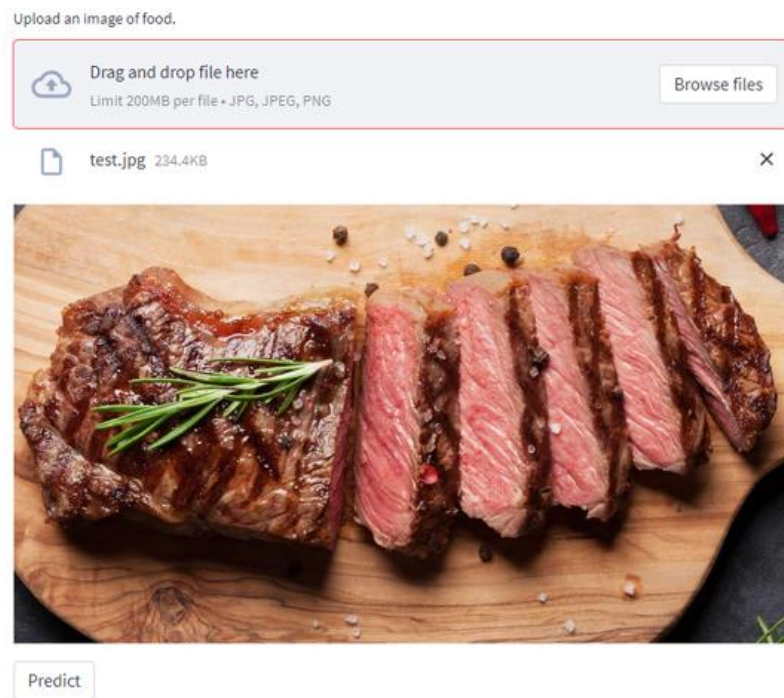 Upload an image of food.
Drag and drop file here
Limit 200MB per file • JPG, JPEG, PNG
Browse files
test.jpg 234.4KB
Predict